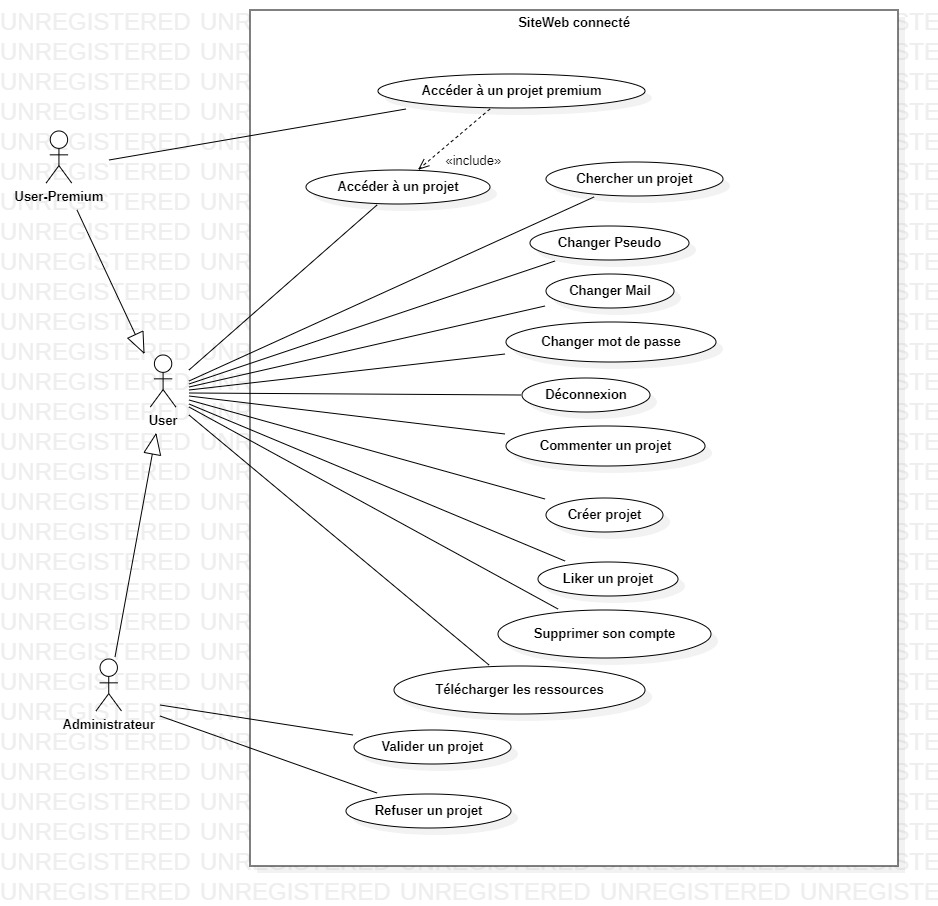 SiteWeb connecté
Accéder à un projet premium
«include»
Accéder à un projet
Chercher un projet
User-Premium
Changer Pseudo
Changer Mail
Changer mot de passe
Déconnexion
User
Commenter un projet
Créer projet
Liker un projet
Supprimer son compte
Télécharger les ressources
Administrateur
Valider un projet
Refuser un projet
UNREGISTERED UNREGISTERED UNREGISTERED UNREGISTERED UNREGISTE